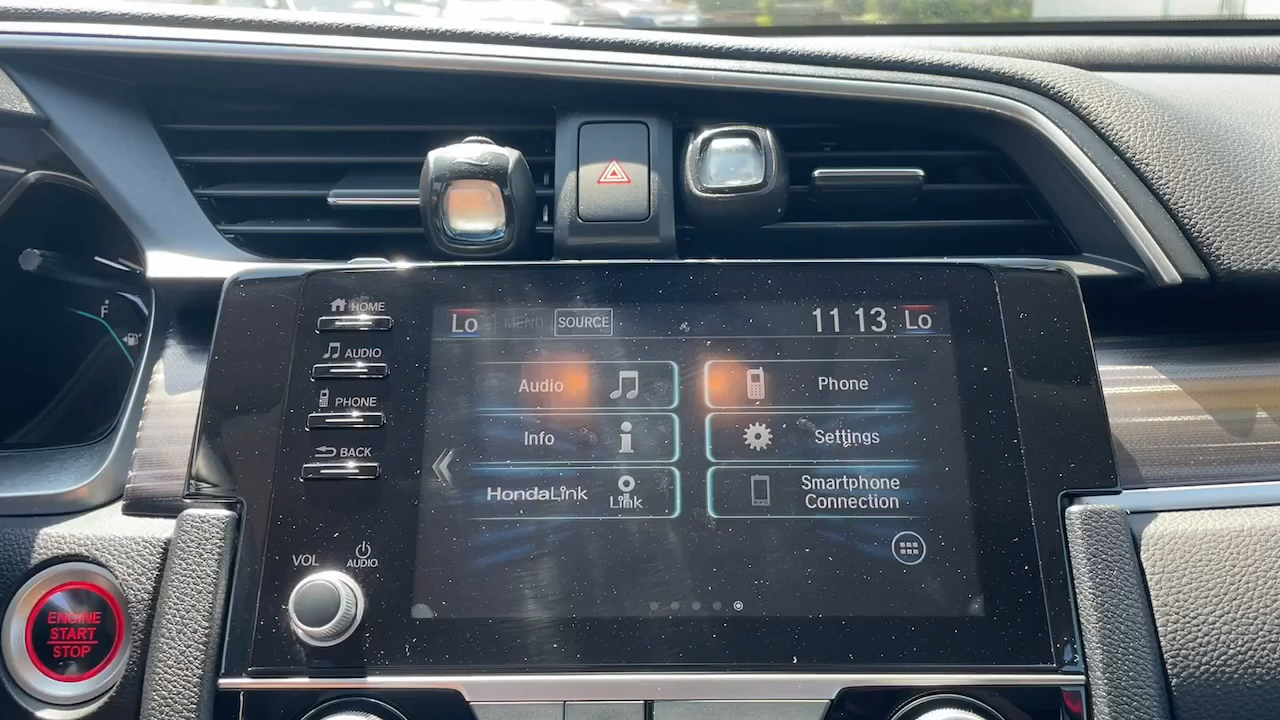 HOME
AUDIO
PHONE
BACK
VOL
AUDIO
ENGINE
START
STOP
F
Lo
MENU
SOURCE
11 13
Lo
Audio
Phone
Info
Settings
HondaLink
Link
Smartphone
Connection